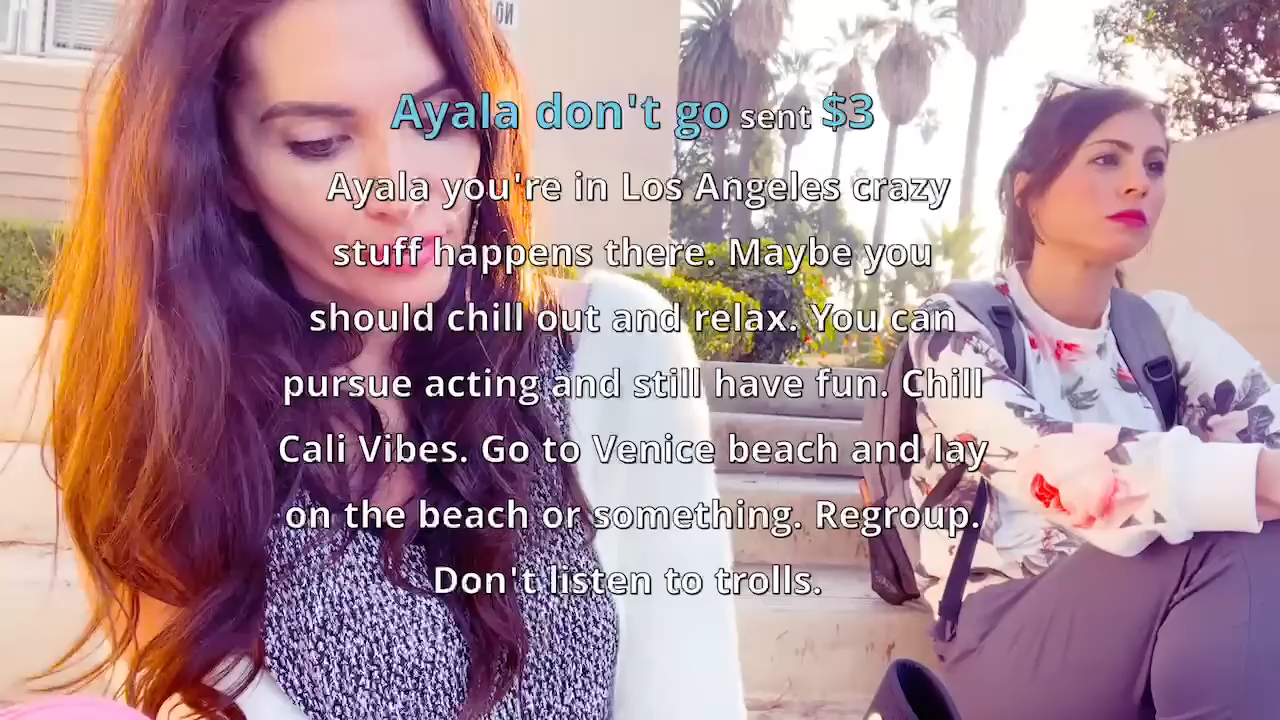 Ayala don't go sent $3
Ayala you're in Los Angeles crazy
stuff happens there. Maybe you
should chill out and relax. You can
pursue acting and still have fun. Chill
Cali Vibes. Go to Venice beach and lay
on the beach or something. Regroup.
Don't listen to trolls.